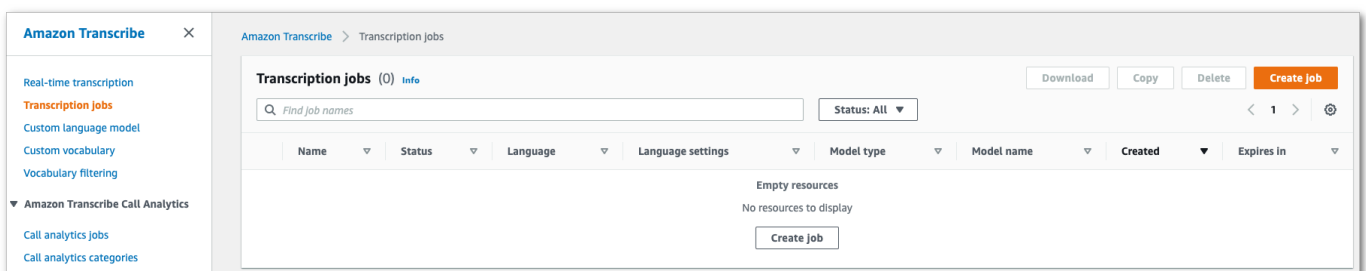 Amazon Transcribe
Real-time transcription
Transcription jobs
Custom language model
Custom vocabulary
Vocabulary filtering
Amazon Transcribe Call Analytics
Call analytics jobs
Call analytics categories
Amazon Transcribe > Transcription jobs
Transcription jobs (0) Info
Download Copy Delete Create job
Find job names Status: All 1
Name Status Language Language settings Model type Model name Created Expires in
Empty resources
No resources to display
Create job